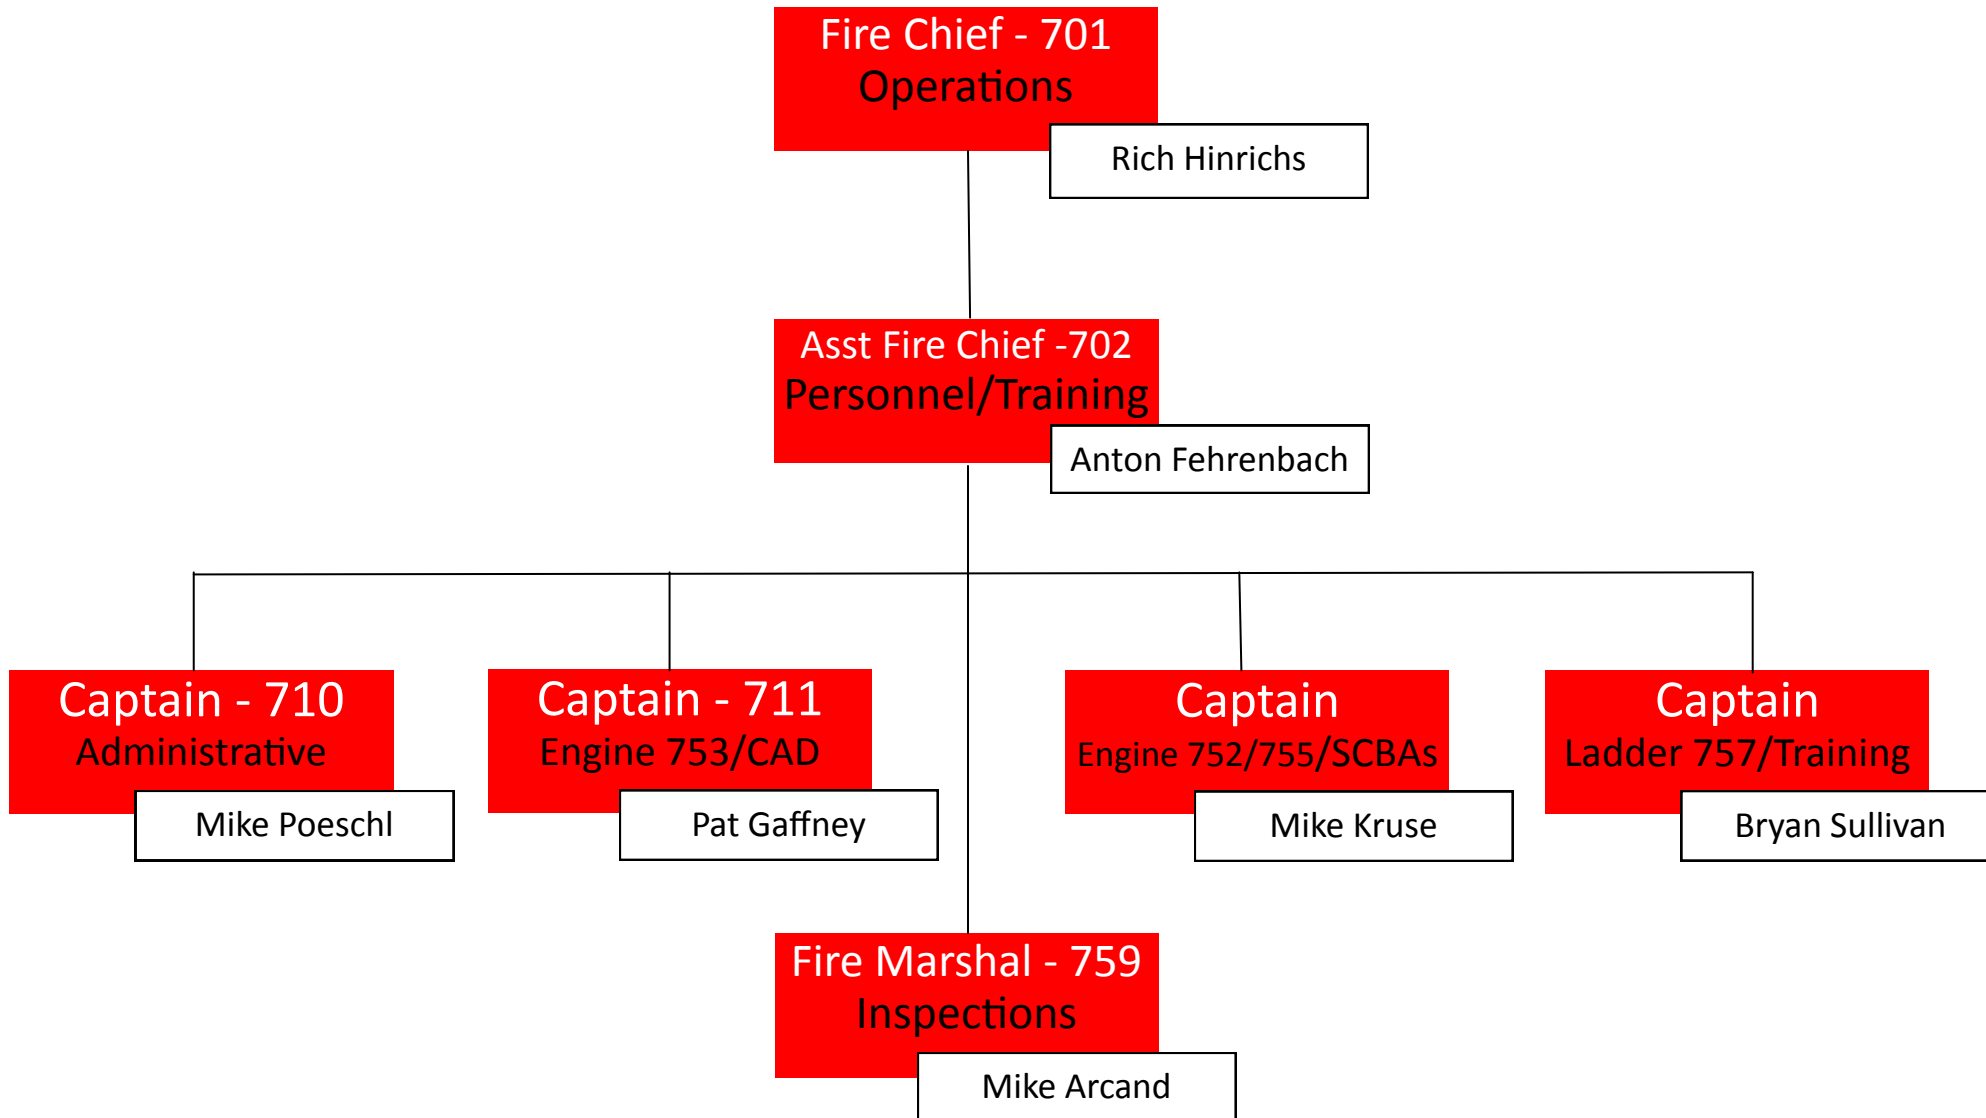 Fire Chief - 701
Operations
Rich Hinrichs
Asst Fire Chief -702
Personnel/Training
Anton Fehrenbach
Captain - 710
Administrative
Mike Poeschl
Captain - 711
Engine 753/CAD
Pat Gaffney
Captain
Engine 752/755/SCBAs
Mike Kruse
Captain
Ladder 757/Training
Bryan Sullivan
Fire Marshal - 759
Inspections
Mike Arcand